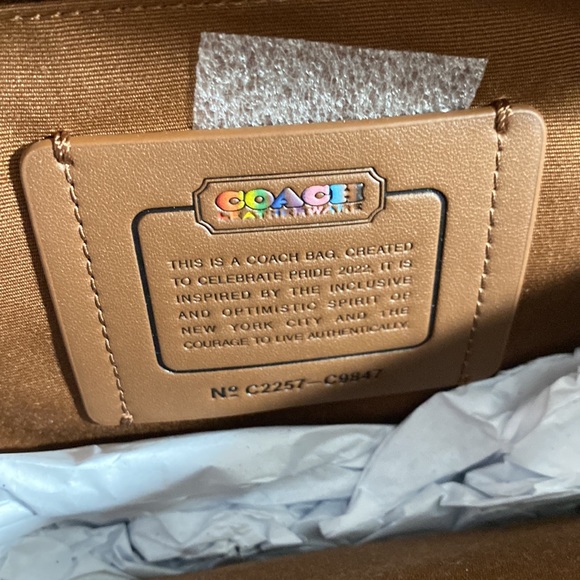 COACH
LEATHERWARE
THIS IS A COACH BAG. CREATED
TO CELEBRATE PRIDE 2022, IT IS
INSPIRED BY THE INCLUSIVE
AND OPTIMISTIC SPIRIT OF
NEW YORK CITY AND THE
COURAGE TO LIVE AUTHENTICALLY.
Nº C2257-C9847